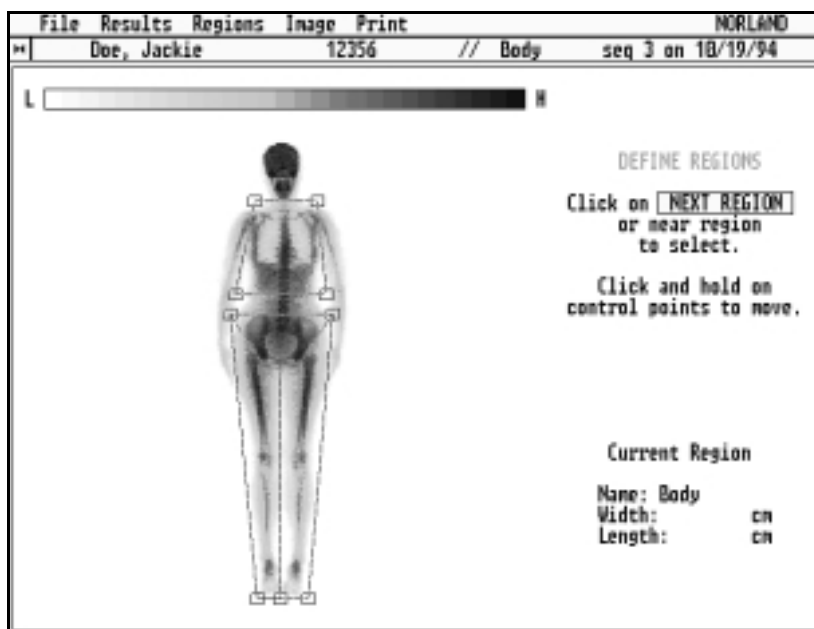 File Results Regions Image Print NORLAND
Doe, Jackie 12356 // Body seq 3 on 10/19/94
L H
DEFINE REGIONS
Click on NEXT REGION
or near region
to select.
Click and hold on
control points to move.
Current Region
Name: Body
Width: cm
Length: cm